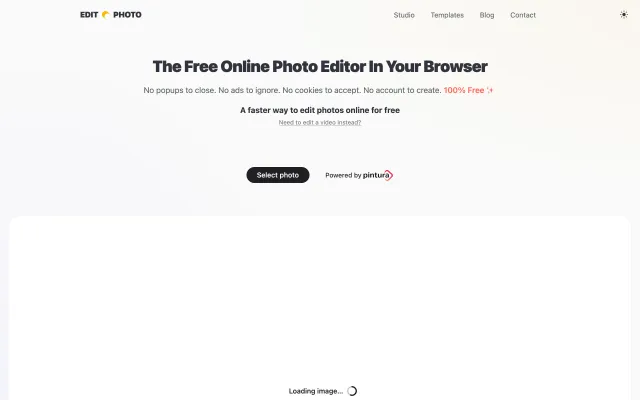 EDIT PHOTO
Studio Templates Blog Contact
The Free Online Photo Editor In Your Browser
No popups to close. No ads to ignore. No cookies to accept. No account to create. 100% Free
A faster way to edit photos online for free
Need to edit a video instead?
Select photo
Powered by pintura
Loading image...